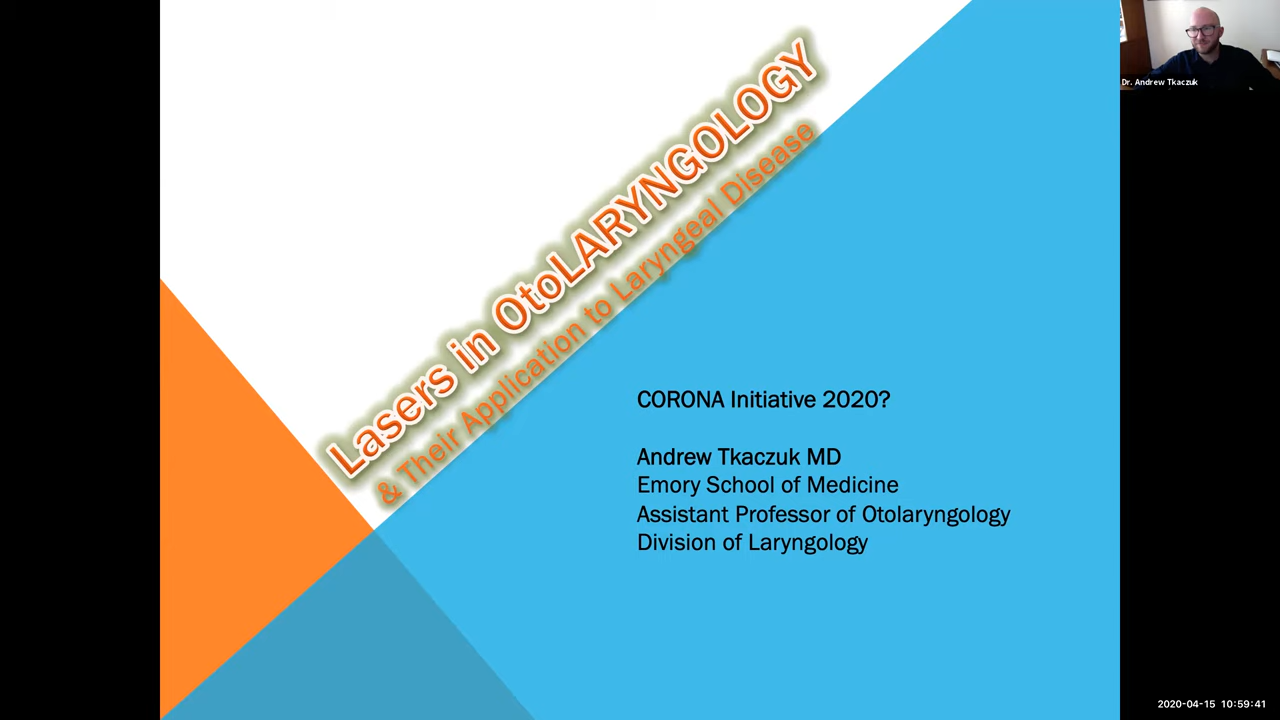 Lasers in OtoLARYNGOLOGY
& Their Application to Laryngeal Disease
CORONA Initiative 2020?
Andrew Tkaczuk MD
Emory School of Medicine
Assistant Professor of Otolaryngology
Division of Laryngology
Dr. Andrew Tkaczuk
2020-04-15 10:59:41